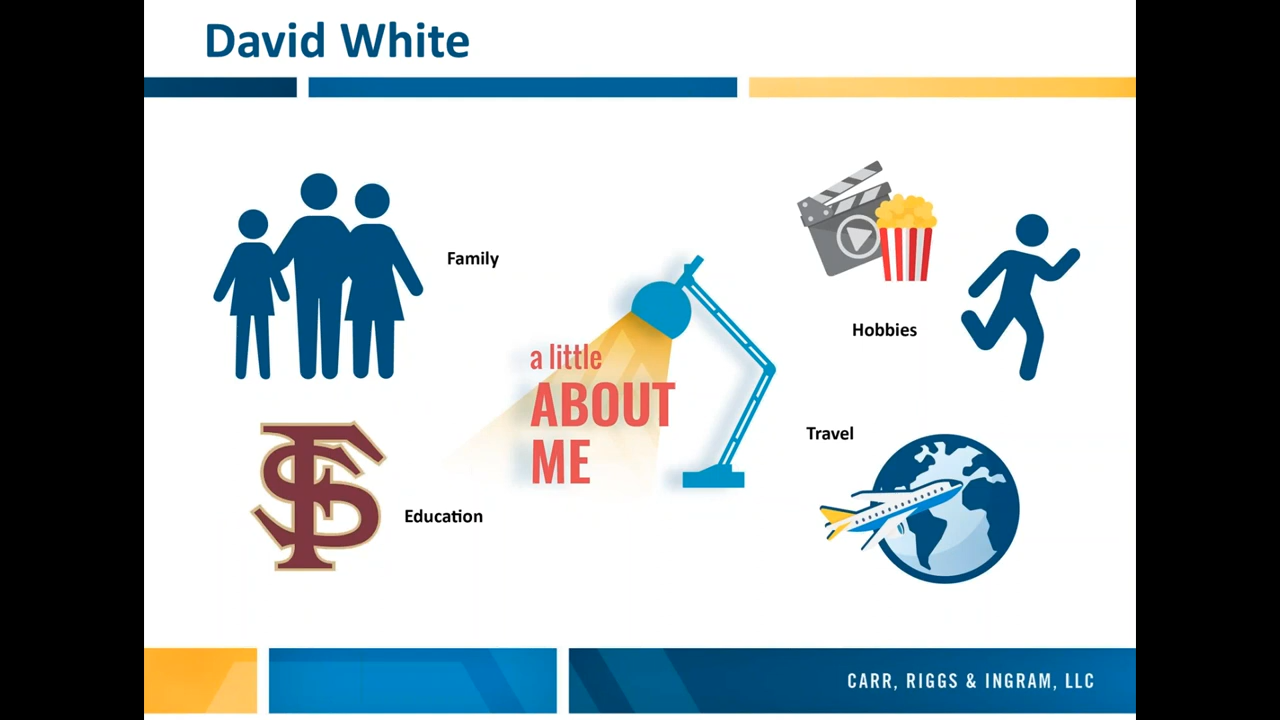 David White
Family
Hobbies
a little
ABOUT
ME
Travel
Education
CARR, RIGGS & INGRAM, LLC